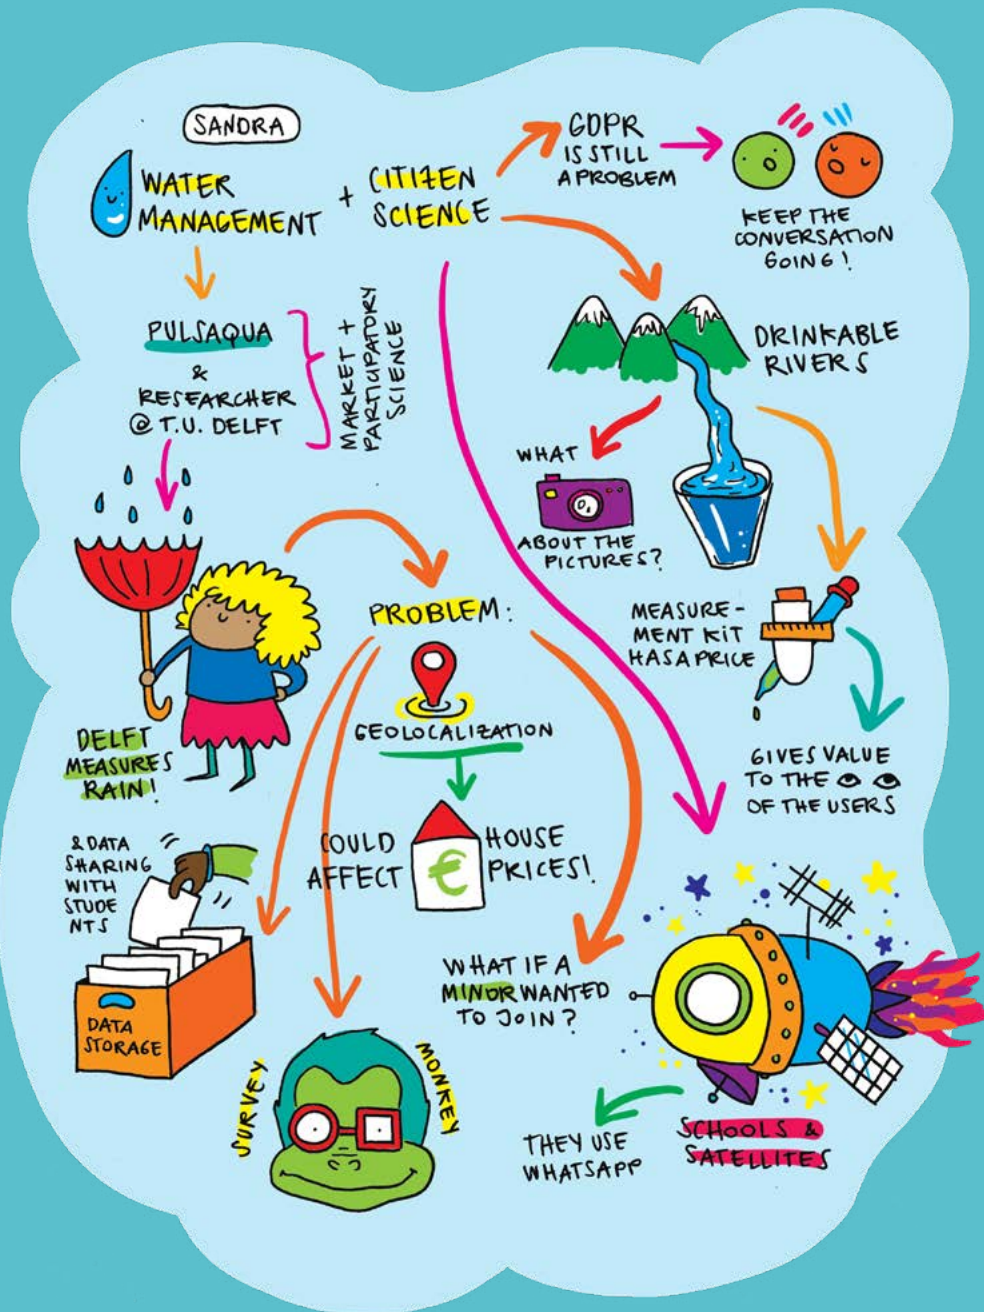 SANDRA
WATER
MANAGEMENT
+
CITIZEN
SCIENCE
GDPR
IS STILL
A PROBLEM
KEEP THE
CONVERSATION
GOING!
PULSAQUA
&
RESEARCHER
@ T.U. DELFT
MARKET +
PARTICIPATORY
SCIENCE
DRINKABLE
RIVERS
WHAT
ABOUT THE
PICTURES?
MEASURE-
MENT KIT
HAS A PRICE
GIVES VALUE
TO THE
OF THE USERS
DELFT
MEASURES
RAIN!
PROBLEM:
GEOLOCALIZATION
COULD
AFFECT
€
HOUSE
PRICES!
& DATA
SHARING
WITH
STUDE
NTS
DATA
STORAGE
SURVEY
MONKEY
WHAT IF A
MINOR WANTED
TO JOIN?
SCHOOLS &
SATELLITES
THEY USE
WHATSAPP